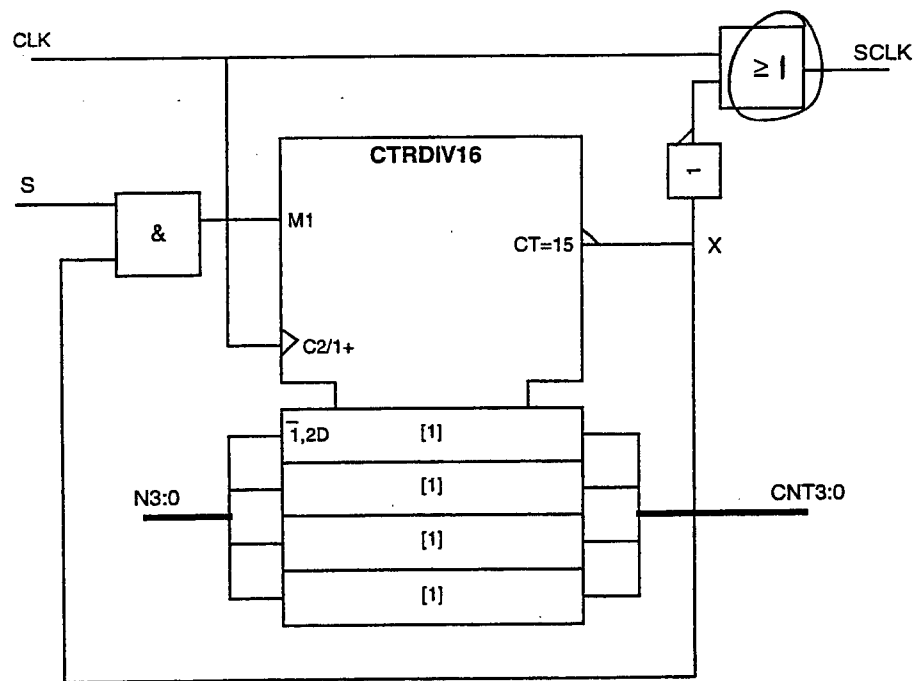 CLK
≥ 1
SCLK
CTRDIV16
1
S
&
M1
CT=15
X
C2/1+
1̅,2D
[1]
[1]
N3:0
CNT3:0
[1]
[1]